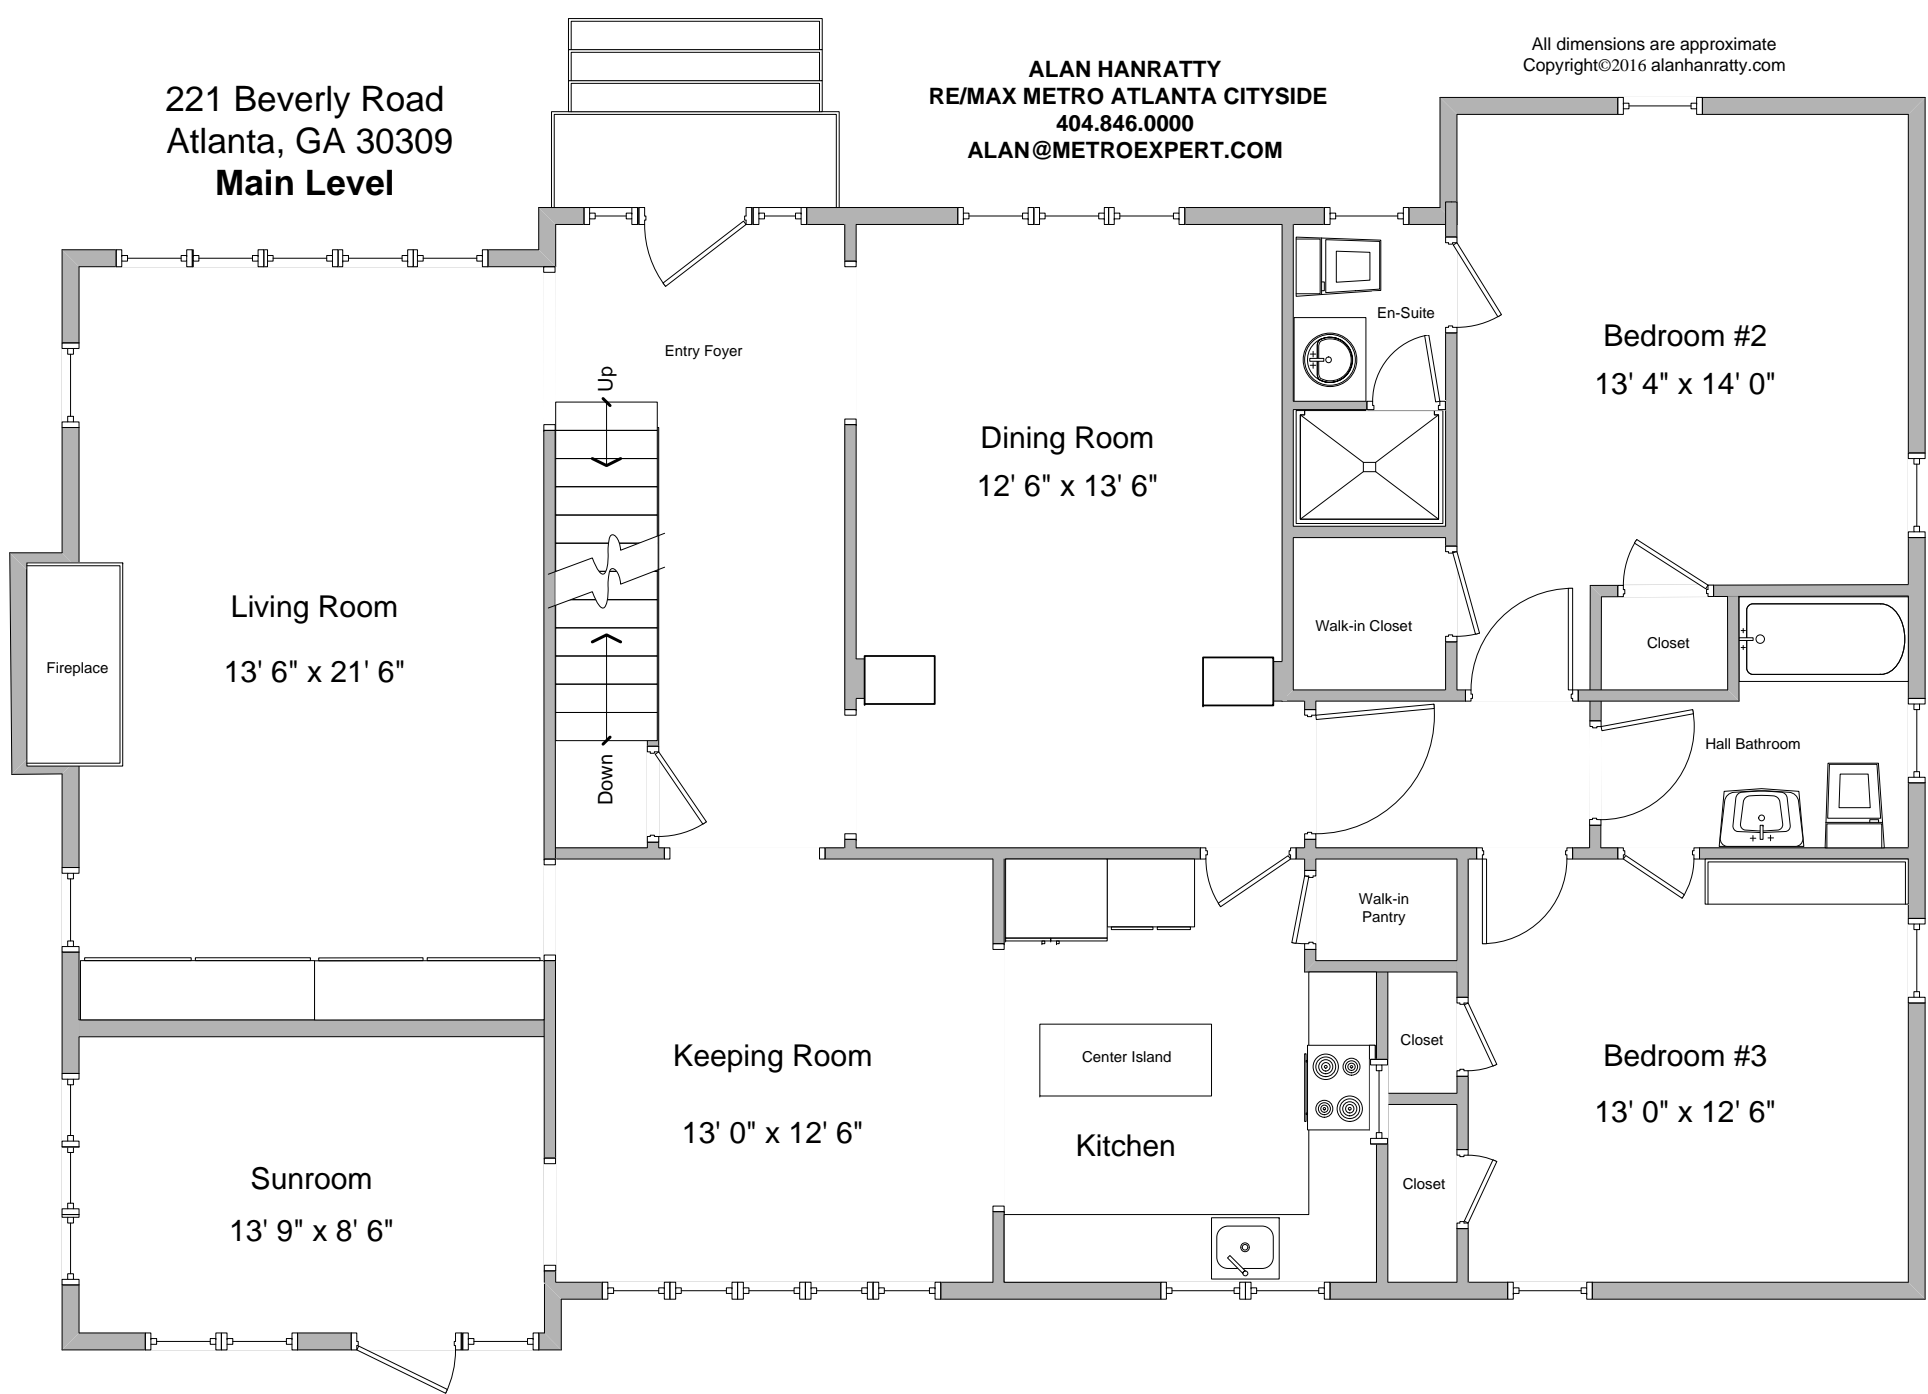 221 Beverly Road
Atlanta, GA 30309
Main Level
ALAN HANRATTY
RE/MAX METRO ATLANTA CITYSIDE
404.846.0000
ALAN@METROEXPERT.COM
All dimensions are approximate
Copyright©2016 alanhanratty.com
Entry Foyer
Up
En-Suite
Bedroom #2
13' 4" x 14' 0"
Dining Room
12' 6" x 13' 6"
Living Room
13' 6" x 21' 6"
Fireplace
Walk-in Closet
Closet
Hall Bathroom
Down
Walk-in
Pantry
Keeping Room
13' 0" x 12' 6"
Center Island
Kitchen
Closet
Closet
Bedroom #3
13' 0" x 12' 6"
Sunroom
13' 9" x 8' 6"